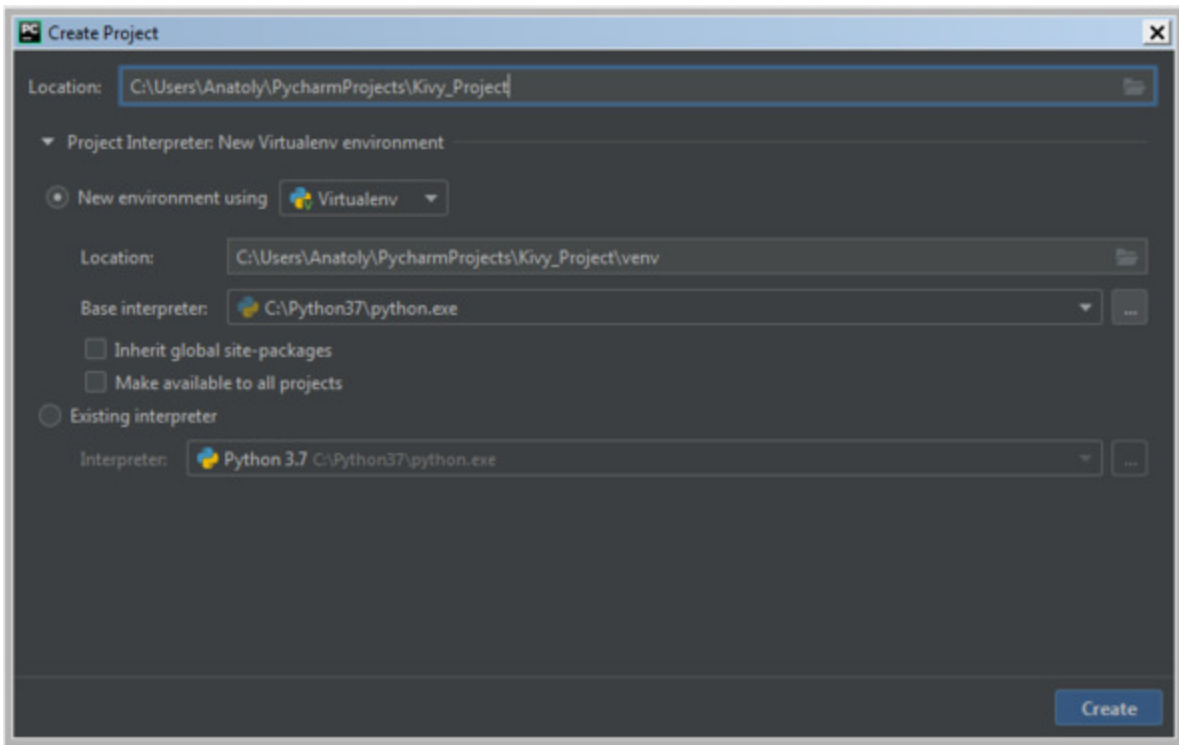 PC Create Project
Location: C:\Users\Anatoly\PycharmProjects\Kivy_Project
Project Interpreter: New Virtualenv environment
New environment using Virtualenv
Location: C:\Users\Anatoly\PycharmProjects\Kivy_Project\venv
Base interpreter: C:\Python37\python.exe ...
Inherit global site-packages
Make available to all projects
Existing interpreter
Interpreter: Python 3.7 C:\Python37\python.exe ...
Create